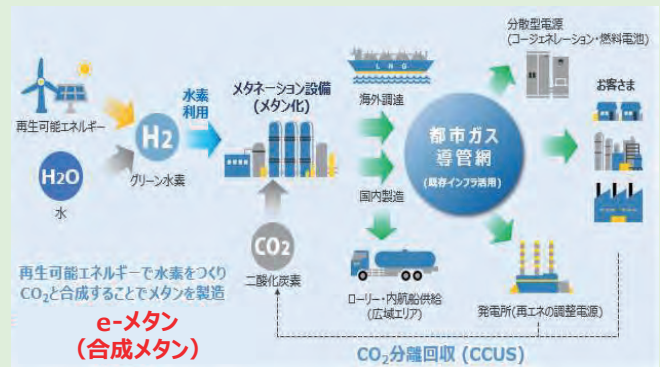 再生可能エネルギー
H2O
水
H2
グリーン水素
水素
利用
メタネーション設備
(メタン化)
CO2
二酸化炭素
LNG
海外調達
国内製造
都市ガス
導管網
(既存インフラ活用)
分散型電源
(コージェネレーション・燃料電池)
お客さま
ローリー・内航船供給
(広域エリア)
発電所(再エネの調整電源)
再生可能エネルギーで水素をつくり
CO2と合成することでメタンを製造
e-メタン
(合成メタン)
CO2分離回収 (CCUS)